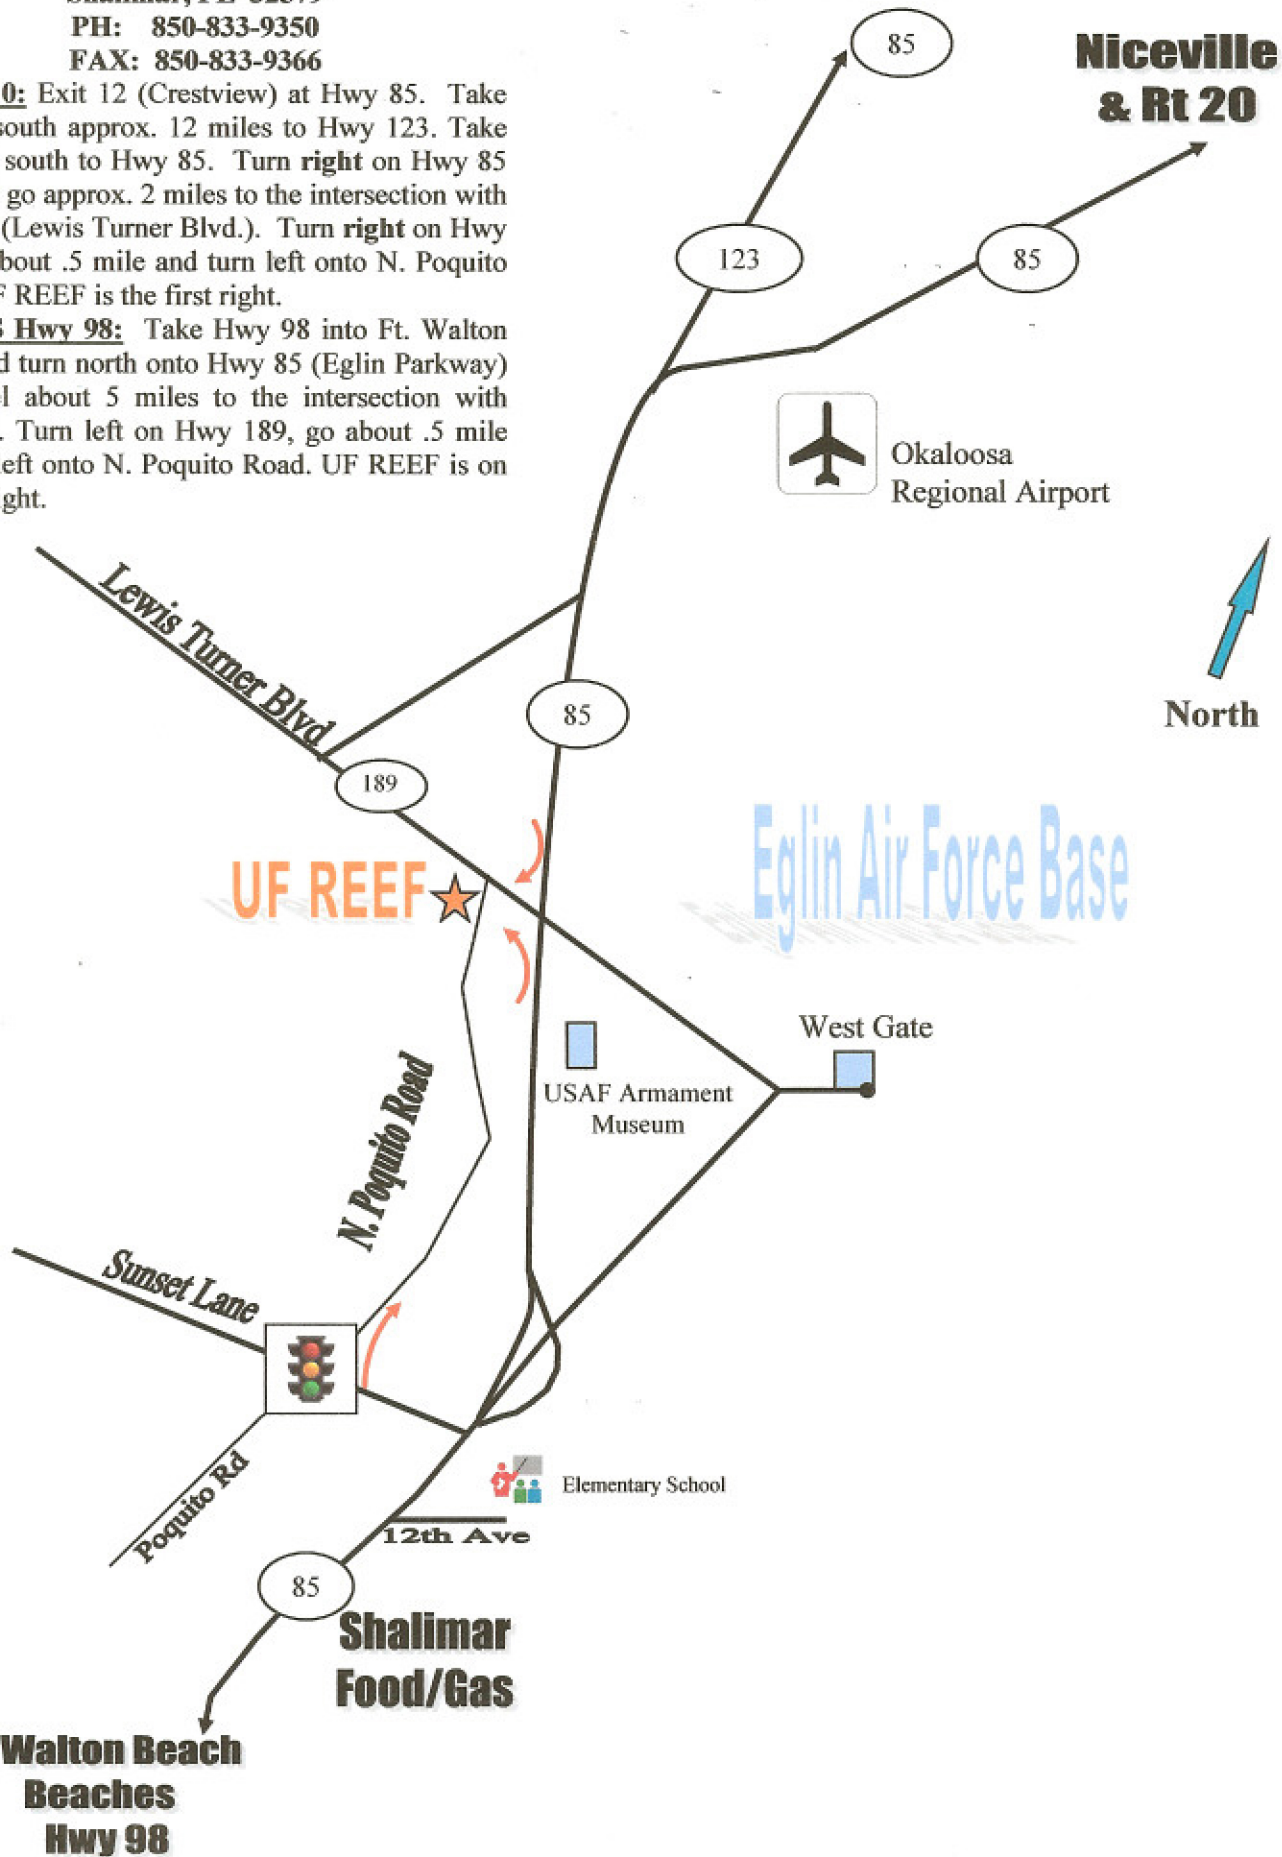 PH: 850-833-9350
FAX: 850-833-9366
0: Exit 12 (Crestview) at Hwy 85. Take
south approx. 12 miles to Hwy 123. Take
south to Hwy 85. Turn right on Hwy 85
go approx. 2 miles to the intersection with
(Lewis Turner Blvd.). Turn right on Hwy
bout .5 mile and turn left onto N. Poquito
F REEF is the first right.
Hwy 98: Take Hwy 98 into Ft. Walton
d turn north onto Hwy 85 (Eglin Parkway)
l about 5 miles to the intersection with
. Turn left on Hwy 189, go about .5 mile
left onto N. Poquito Road. UF REEF is on
ght.
85
Niceville
& Rt 20
123
85
Okaloosa
Regional Airport
Lewis Turner Blvd
North
85
189
UF REEF
Eglin Air Force Base
West Gate
USAF Armament
Museum
N. Poquito Road
Sunset Lane
Poquito Rd
Elementary School
12th Ave
85
Shalimar
Food/Gas
Walton Beach
Beaches
Hwy 98